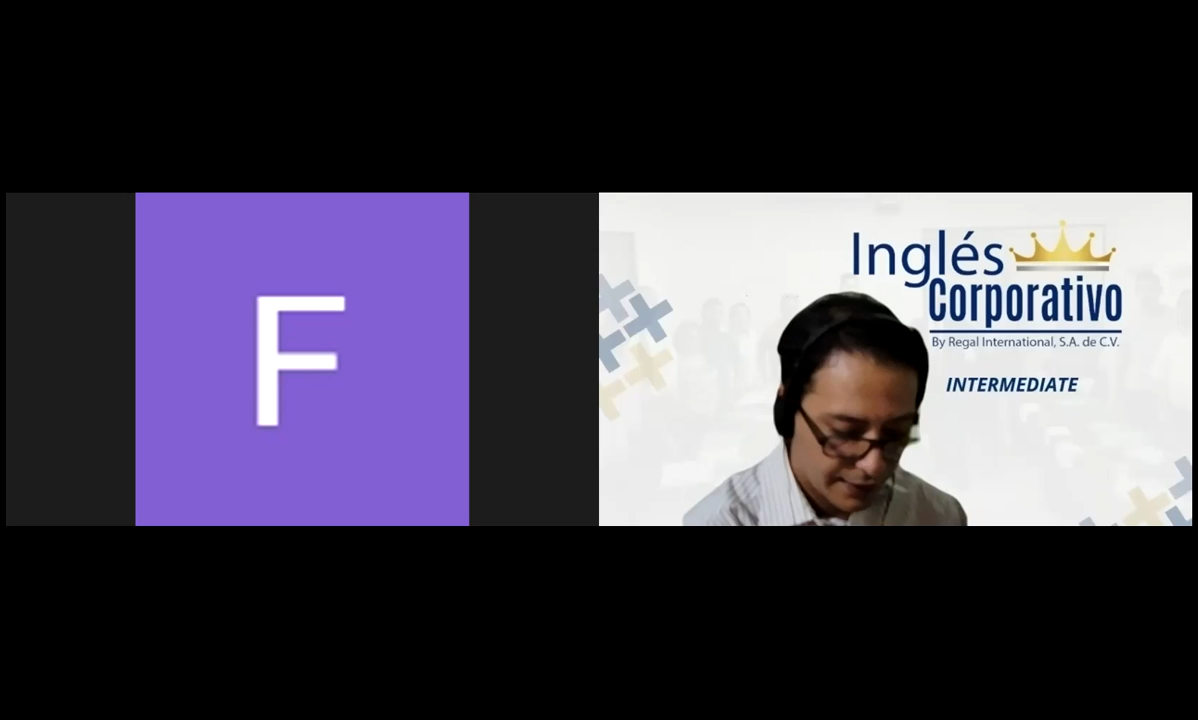 F
Inglés
Corporativo
By Regal International, S.A. de C.V.
INTERMEDIATE